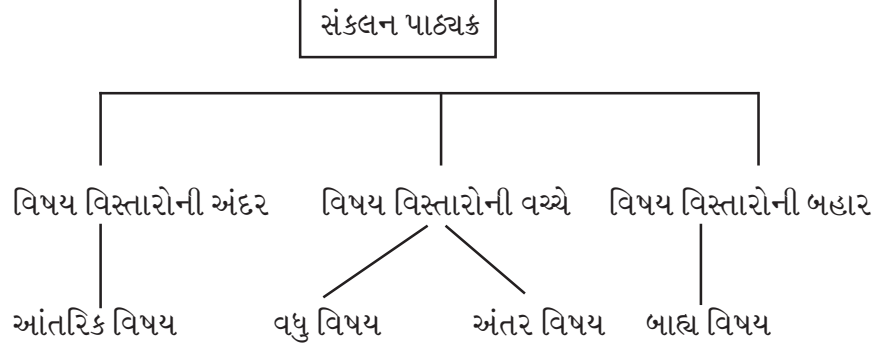 સંકલન પાઠ્યક્ર
વિષય વિસ્તારોની અંદર વિષય વિસ્તારોની વચ્ચે વિષય વિસ્તારોની બહાર
આંતરિક વિષય વધુ વિષય અંતર વિષય બાહ્ય વિષય